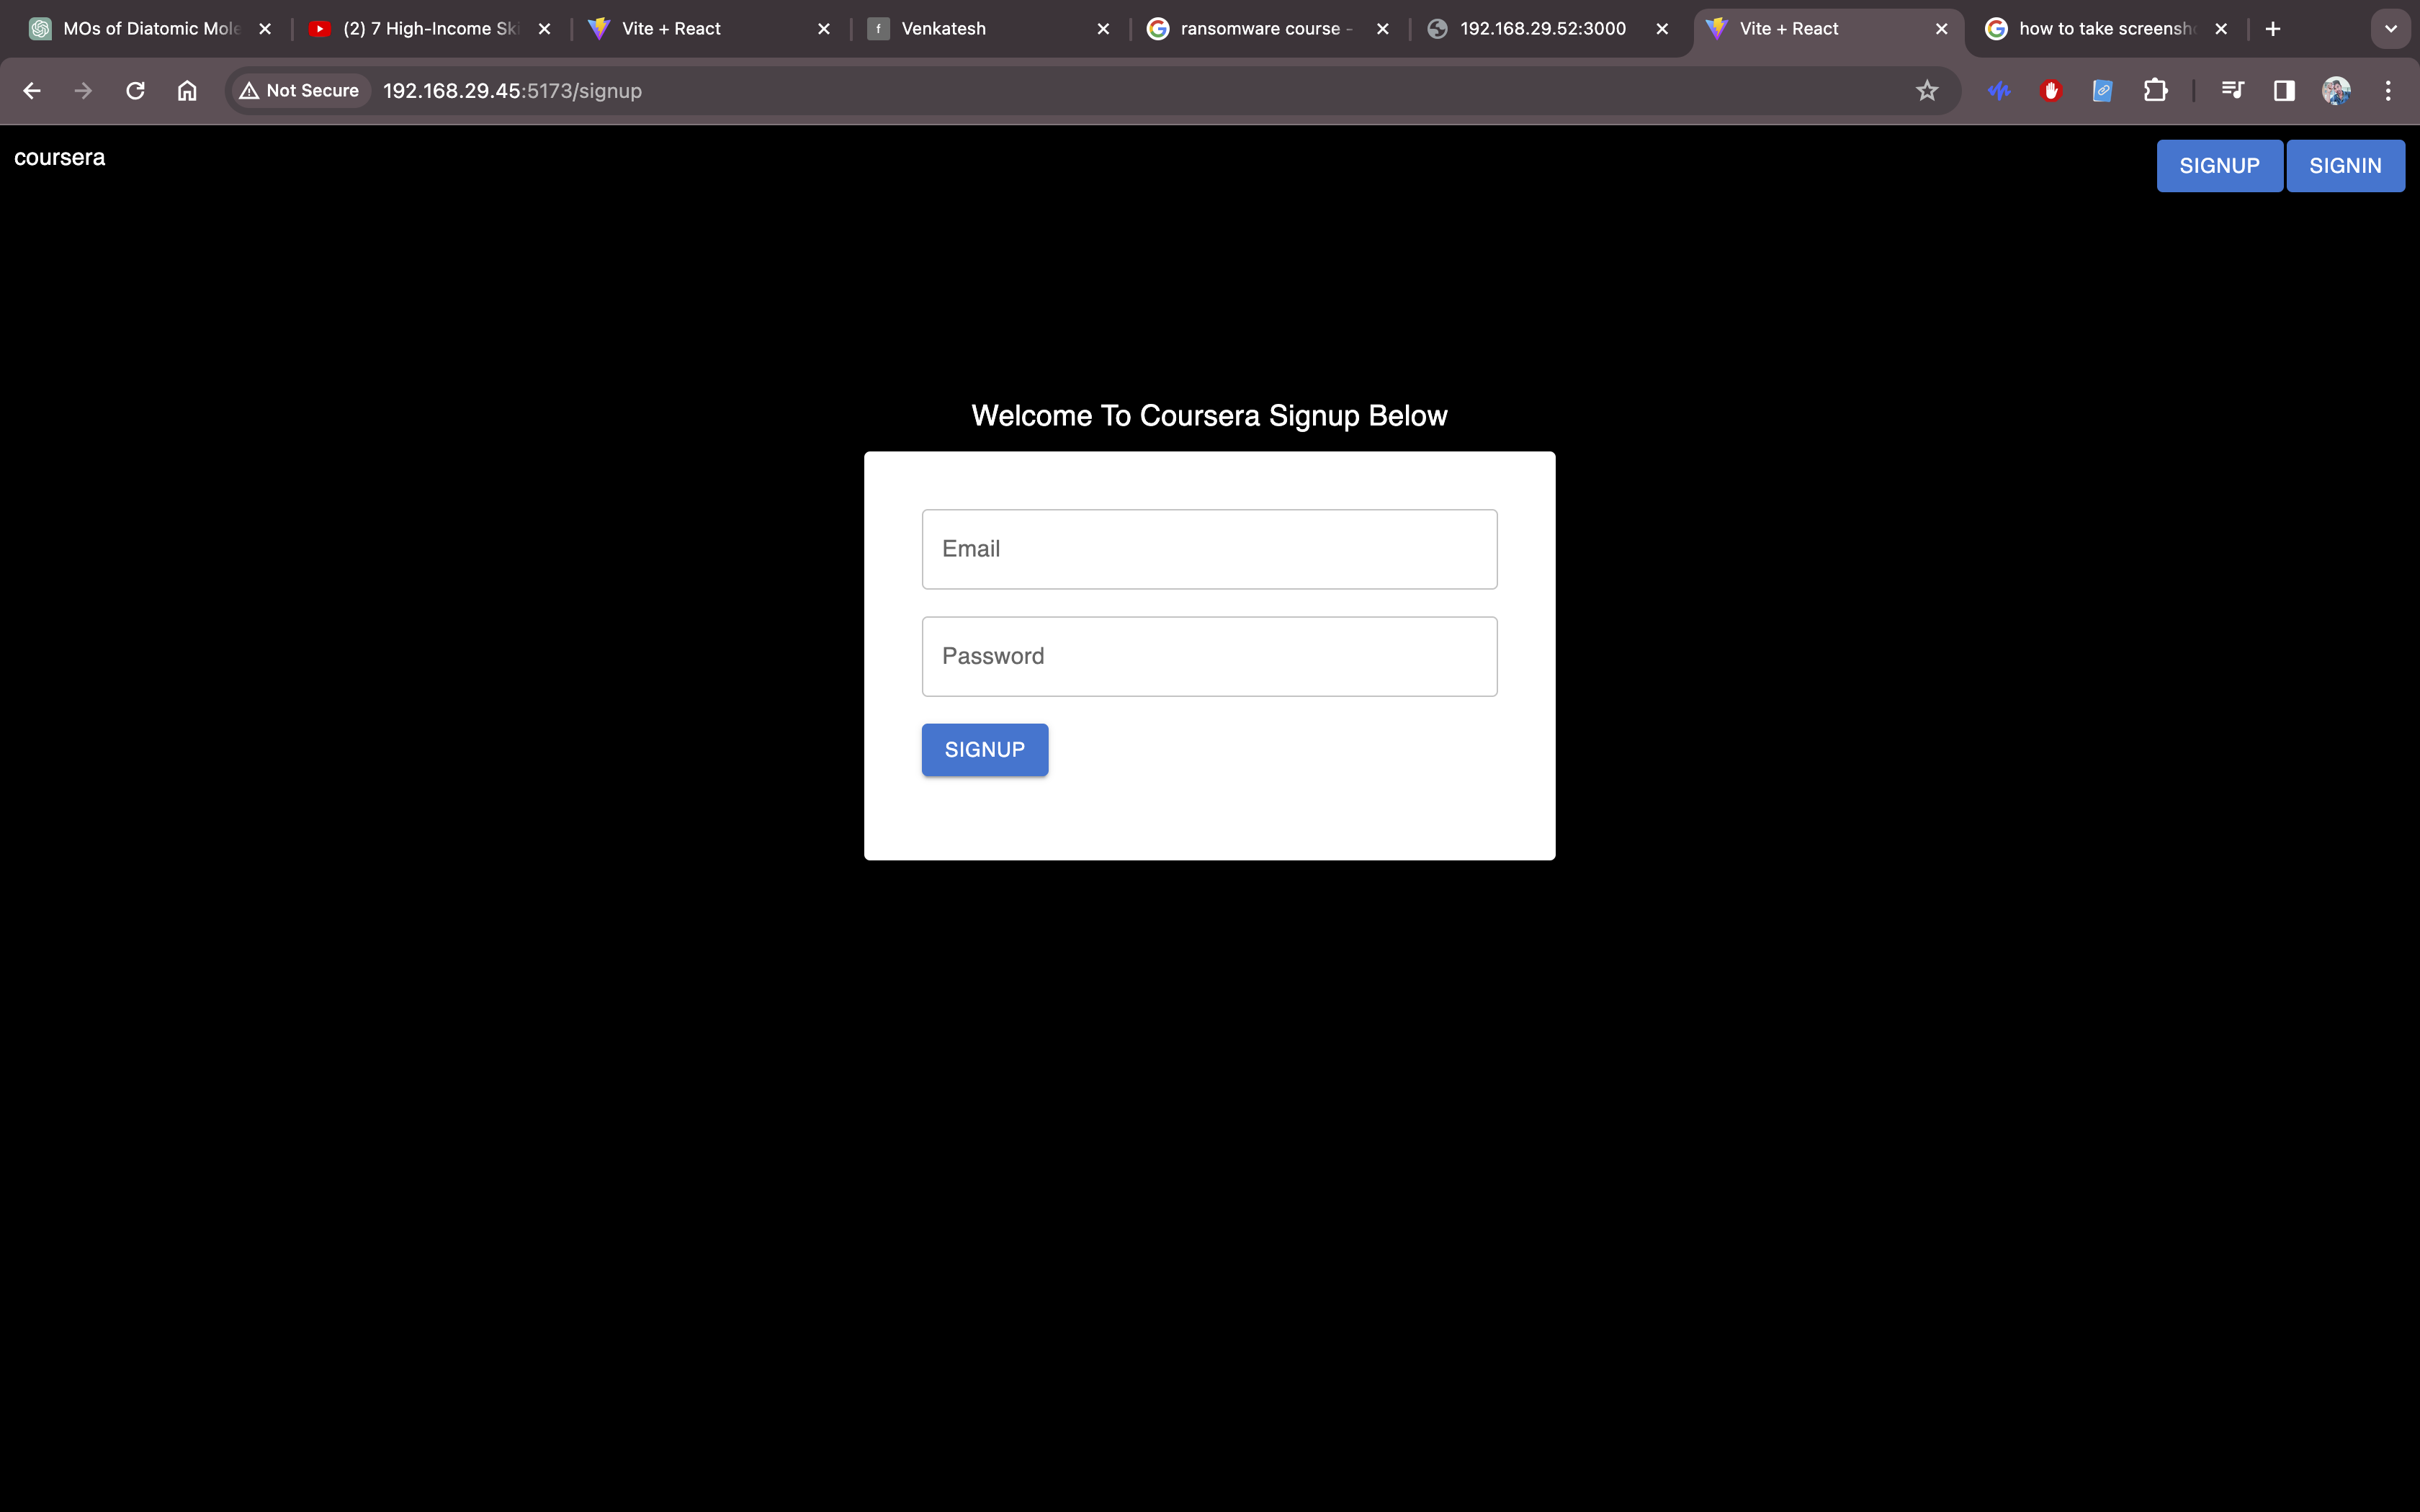 MOs of Diatomic Mole
(2) 7 High-Income Ski
Vite + React
f
Venkatesh
ransomware course -
192.168.29.52:3000
Vite + React
how to take screensho
Not Secure
192.168.29.45:5173/signup
coursera
SIGNUP
SIGNIN
Welcome To Coursera Signup Below
Email
Password
SIGNUP